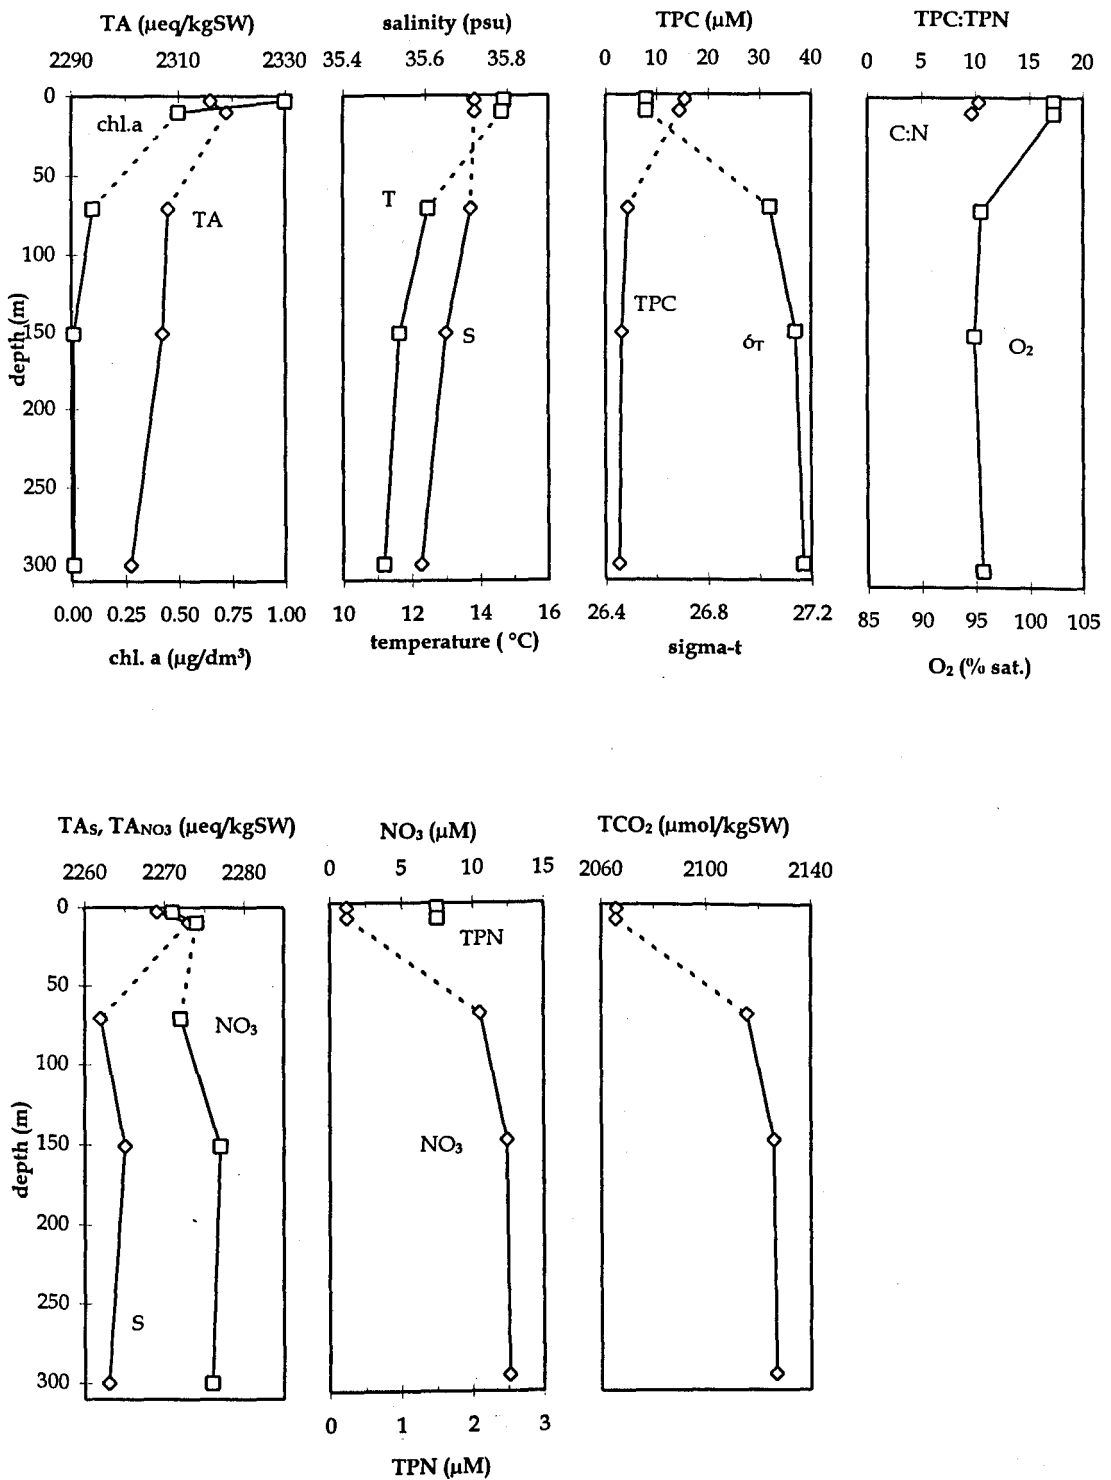 TA (μeq/kgSW) salinity (psu) TPC (μM) TPC:TPN
2290 2310 2330 35.4 35.6 35.8 0 10 20 30 40 0 5 10 15 20
0
50
100
150
200
250
300
depth (m)
chl.a
TA
T
S
TPC
δT
C:N
O₂
0.00 0.25 0.50 0.75 1.00 10 12 14 16 26.4 26.8 27.2 85 90 95 100 105
chl. a (μg/dm³) temperature ( °C) sigma-t O₂ (% sat.)
TAS, TANO3 (μeq/kgSW) NO₃ (μM) TCO₂ (μmol/kgSW)
2260 2270 2280 0 5 10 15 2060 2100 2140
0
50
100
150
200
250
300
depth (m)
NO₃
S
TPN
NO₃
0 1 2 3
TPN (μM)